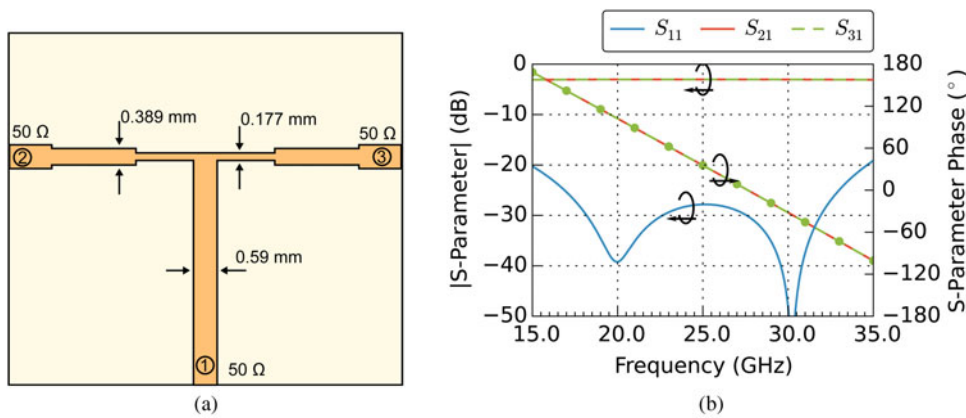 50 Ω
②
0.389 mm
0.177 mm
50 Ω
③
0.59 mm
①
50 Ω
(a)
S11 S21 S31
|S-Parameter| (dB)
0
−10
−20
−30
−40
−50
15.0 20.0 25.0 30.0 35.0
Frequency (GHz)
180
120
60
0
−60
−120
−180
S-Parameter Phase (°)
(b)